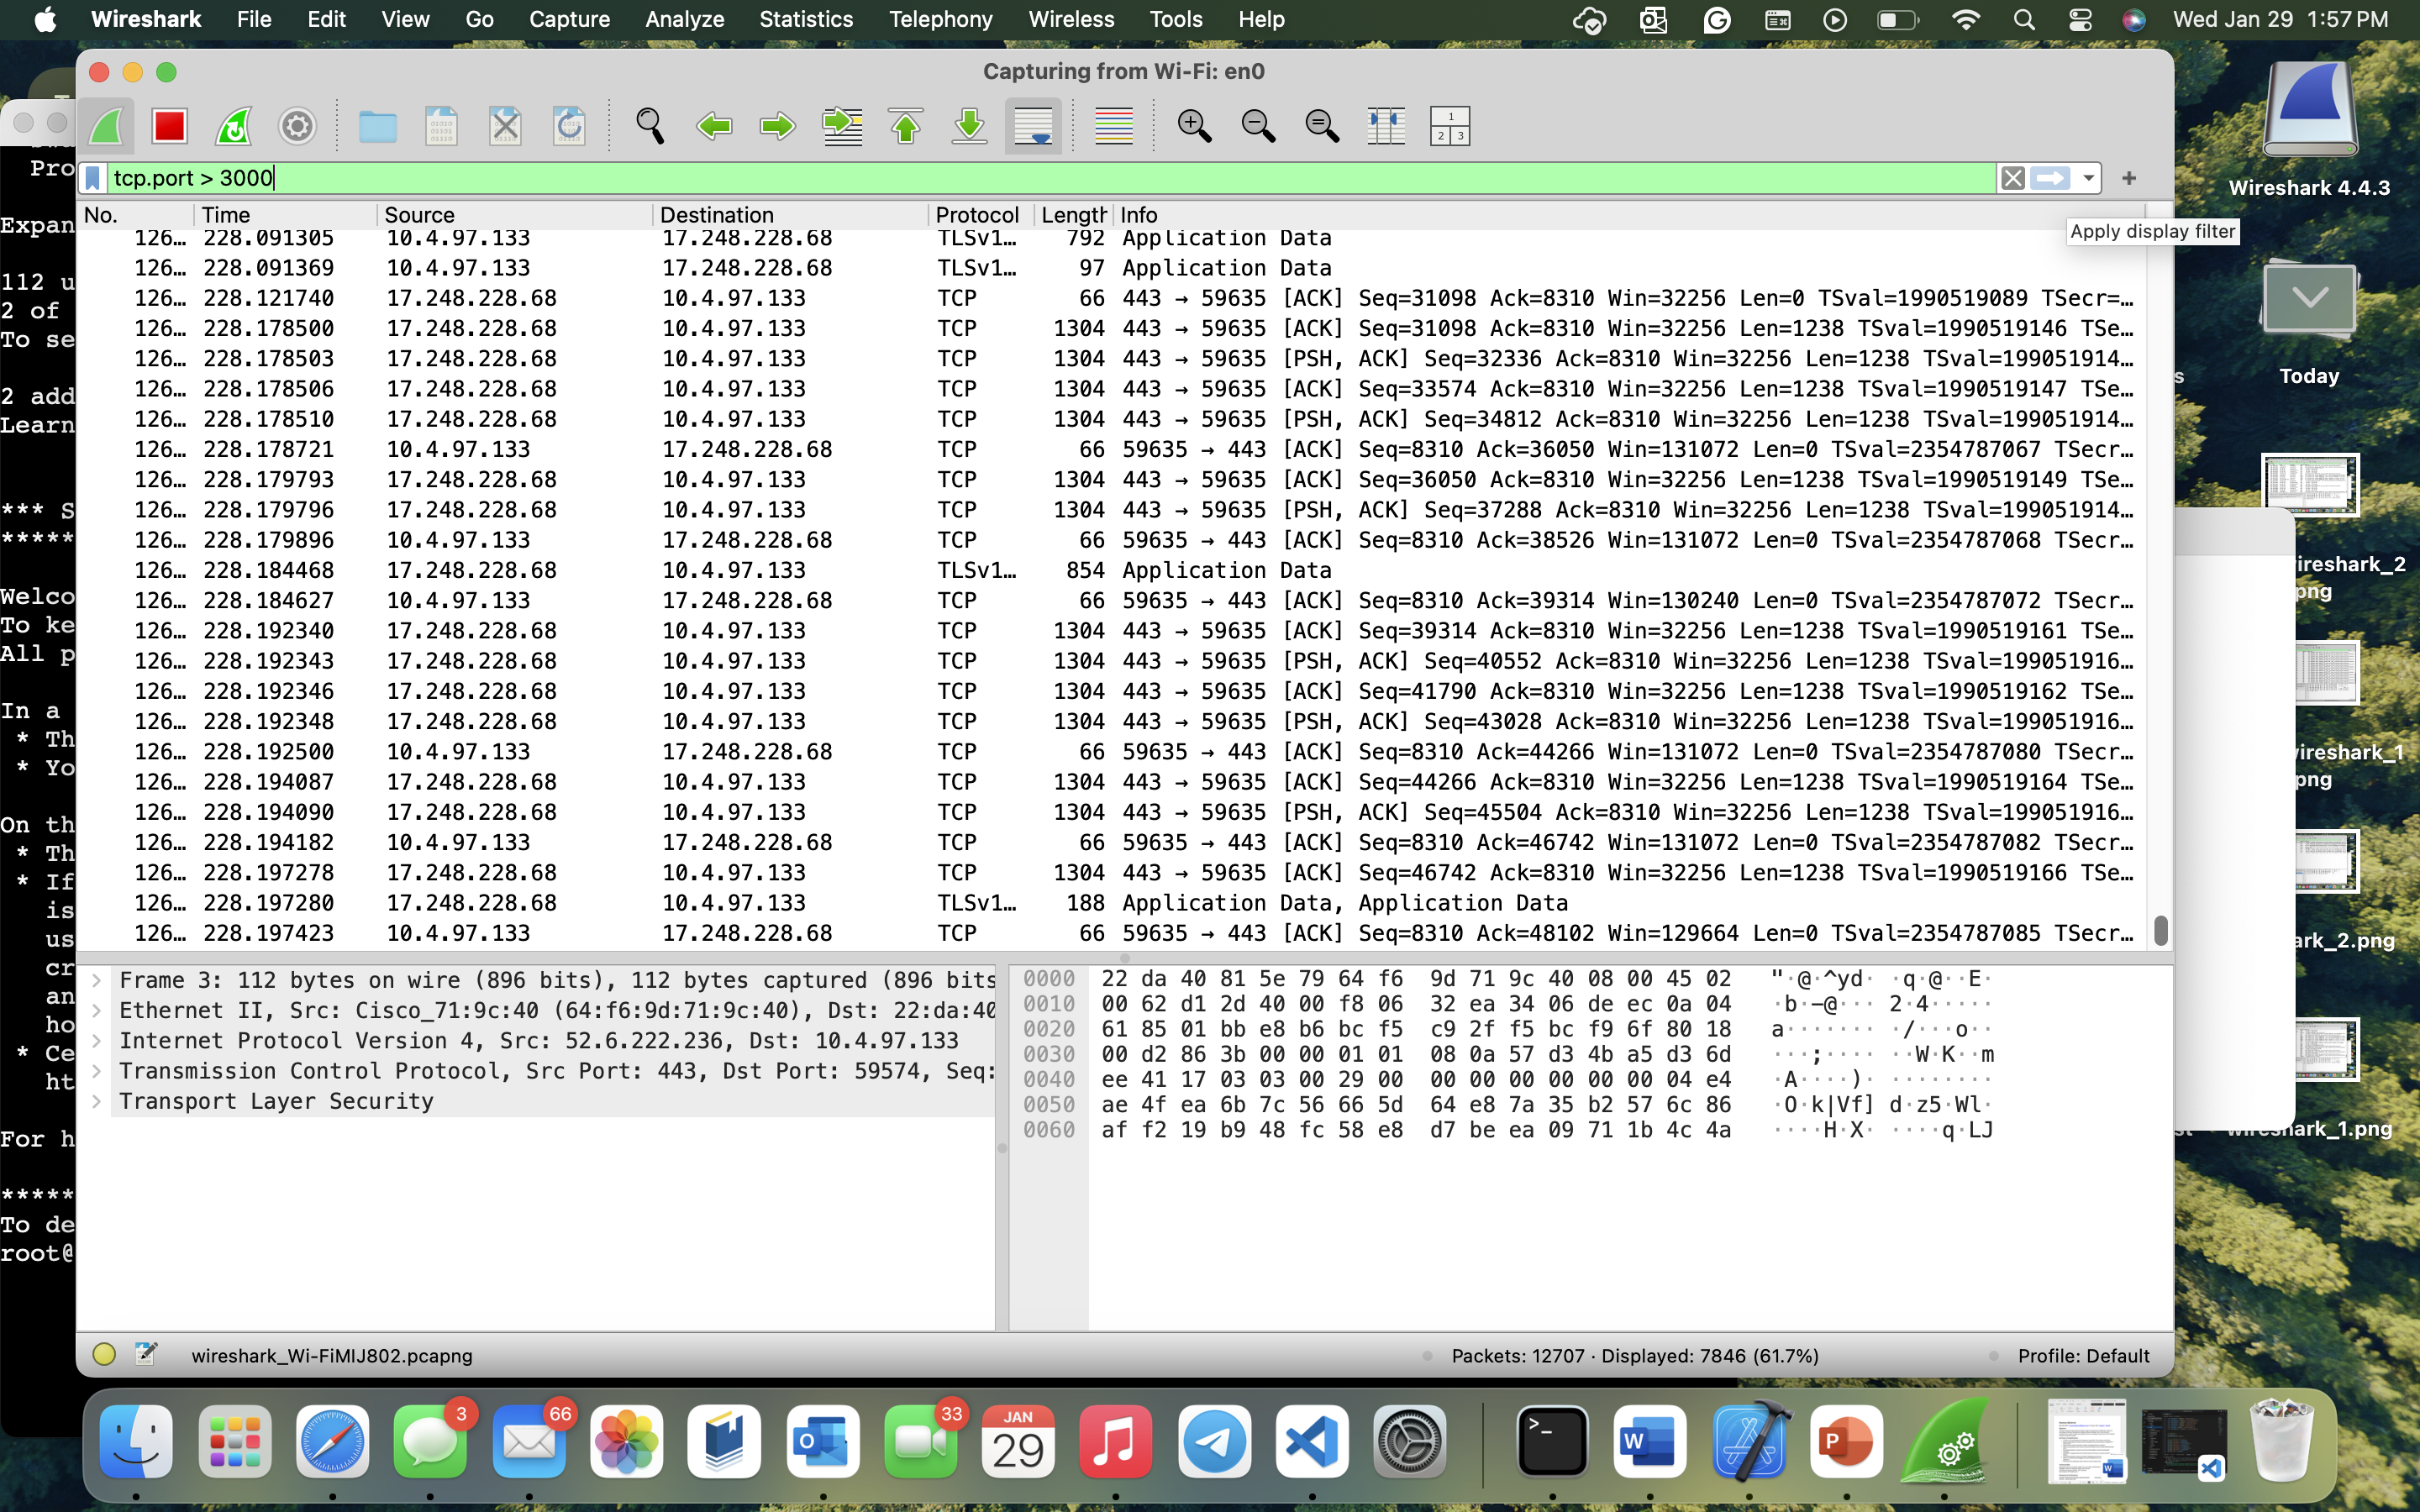 Wireshark File Edit View Go Capture Analyze Statistics Telephony Wireless Tools Help Wed Jan 29 1:57 PM
Capturing from Wi-Fi: en0
tcp.port > 3000
No. Time Source Destination Protocol Length Info
Apply display filter
126… 228.091305 10.4.97.133 17.248.228.68 TLSv1… 792 Application Data
126… 228.091369 10.4.97.133 17.248.228.68 TLSv1… 97 Application Data
126… 228.121740 17.248.228.68 10.4.97.133 TCP 66 443 → 59635 [ACK] Seq=31098 Ack=8310 Win=32256 Len=0 TSval=1990519089 TSecr=…
126… 228.178500 17.248.228.68 10.4.97.133 TCP 1304 443 → 59635 [ACK] Seq=31098 Ack=8310 Win=32256 Len=1238 TSval=1990519146 TSe…
126… 228.178503 17.248.228.68 10.4.97.133 TCP 1304 443 → 59635 [PSH, ACK] Seq=32336 Ack=8310 Win=32256 Len=1238 TSval=199051914…
126… 228.178506 17.248.228.68 10.4.97.133 TCP 1304 443 → 59635 [ACK] Seq=33574 Ack=8310 Win=32256 Len=1238 TSval=1990519147 TSe…
126… 228.178510 17.248.228.68 10.4.97.133 TCP 1304 443 → 59635 [PSH, ACK] Seq=34812 Ack=8310 Win=32256 Len=1238 TSval=199051914…
126… 228.178721 10.4.97.133 17.248.228.68 TCP 66 59635 → 443 [ACK] Seq=8310 Ack=36050 Win=131072 Len=0 TSval=2354787067 TSecr…
126… 228.179793 17.248.228.68 10.4.97.133 TCP 1304 443 → 59635 [ACK] Seq=36050 Ack=8310 Win=32256 Len=1238 TSval=1990519149 TSe…
126… 228.179796 17.248.228.68 10.4.97.133 TCP 1304 443 → 59635 [PSH, ACK] Seq=37288 Ack=8310 Win=32256 Len=1238 TSval=199051914…
126… 228.179896 10.4.97.133 17.248.228.68 TCP 66 59635 → 443 [ACK] Seq=8310 Ack=38526 Win=131072 Len=0 TSval=2354787068 TSecr…
126… 228.184468 17.248.228.68 10.4.97.133 TLSv1… 854 Application Data
126… 228.184627 10.4.97.133 17.248.228.68 TCP 66 59635 → 443 [ACK] Seq=8310 Ack=39314 Win=130240 Len=0 TSval=2354787072 TSecr…
126… 228.192340 17.248.228.68 10.4.97.133 TCP 1304 443 → 59635 [ACK] Seq=39314 Ack=8310 Win=32256 Len=1238 TSval=1990519161 TSe…
126… 228.192343 17.248.228.68 10.4.97.133 TCP 1304 443 → 59635 [PSH, ACK] Seq=40552 Ack=8310 Win=32256 Len=1238 TSval=199051916…
126… 228.192346 17.248.228.68 10.4.97.133 TCP 1304 443 → 59635 [ACK] Seq=41790 Ack=8310 Win=32256 Len=1238 TSval=1990519162 TSe…
126… 228.192348 17.248.228.68 10.4.97.133 TCP 1304 443 → 59635 [PSH, ACK] Seq=43028 Ack=8310 Win=32256 Len=1238 TSval=199051916…
126… 228.192500 10.4.97.133 17.248.228.68 TCP 66 59635 → 443 [ACK] Seq=8310 Ack=44266 Win=131072 Len=0 TSval=2354787080 TSecr…
126… 228.194087 17.248.228.68 10.4.97.133 TCP 1304 443 → 59635 [ACK] Seq=44266 Ack=8310 Win=32256 Len=1238 TSval=1990519164 TSe…
126… 228.194090 17.248.228.68 10.4.97.133 TCP 1304 443 → 59635 [PSH, ACK] Seq=45504 Ack=8310 Win=32256 Len=1238 TSval=199051916…
126… 228.194182 10.4.97.133 17.248.228.68 TCP 66 59635 → 443 [ACK] Seq=8310 Ack=46742 Win=131072 Len=0 TSval=2354787082 TSecr…
126… 228.197278 17.248.228.68 10.4.97.133 TCP 1304 443 → 59635 [ACK] Seq=46742 Ack=8310 Win=32256 Len=1238 TSval=1990519166 TSe…
126… 228.197280 17.248.228.68 10.4.97.133 TLSv1… 188 Application Data, Application Data
126… 228.197423 10.4.97.133 17.248.228.68 TCP 66 59635 → 443 [ACK] Seq=8310 Ack=48102 Win=129664 Len=0 TSval=2354787085 TSecr…
Frame 3: 112 bytes on wire (896 bits), 112 bytes captured (896 bits
Ethernet II, Src: Cisco_71:9c:40 (64:f6:9d:71:9c:40), Dst: 22:da:40
Internet Protocol Version 4, Src: 52.6.222.236, Dst: 10.4.97.133
Transmission Control Protocol, Src Port: 443, Dst Port: 59574, Seq:
Transport Layer Security
0000 22 da 40 81 5e 79 64 f6 9d 71 9c 40 08 00 45 02 "·@·^yd· ·q·@··E·
0010 00 62 d1 2d 40 00 f8 06 32 ea 34 06 de ec 0a 04 ·b·-@··· 2·4·····
0020 61 85 01 bb e8 b6 bc f5 c9 2f f5 bc f9 6f 80 18 a······· ·/···o··
0030 00 d2 86 3b 00 00 01 01 08 0a 57 d3 4b a5 d3 6d ···;···· ··W·K··m
0040 ee 41 17 03 03 00 29 00 00 00 00 00 00 00 04 e4 ·A····)· ········
0050 ae 4f ea 6b 7c 56 66 5d 64 e8 7a 35 b2 57 6c 86 ·O·k|Vf] d·z5·Wl·
0060 af f2 19 b9 48 fc 58 e8 d7 be ea 09 71 1b 4c 4a ····H·X· ····q·LJ
wireshark_Wi-FiMIJ802.pcapng Packets: 12707 · Displayed: 7846 (61.7%) Profile: Default
Pro
Expan
112 u
2 of
To se
2 add
Learn
*** S
*****
Welco
To ke
All p
In a
* Th
* Yo
On th
* Th
* If
is
us
cr
an
ho
* Ce
ht
For h
*****
To de
root@
Wireshark 4.4.3
Today
s
ireshark_2
png
ireshark_1
png
ark_2.png
wireshark_1.png
3
66
33
JAN
29